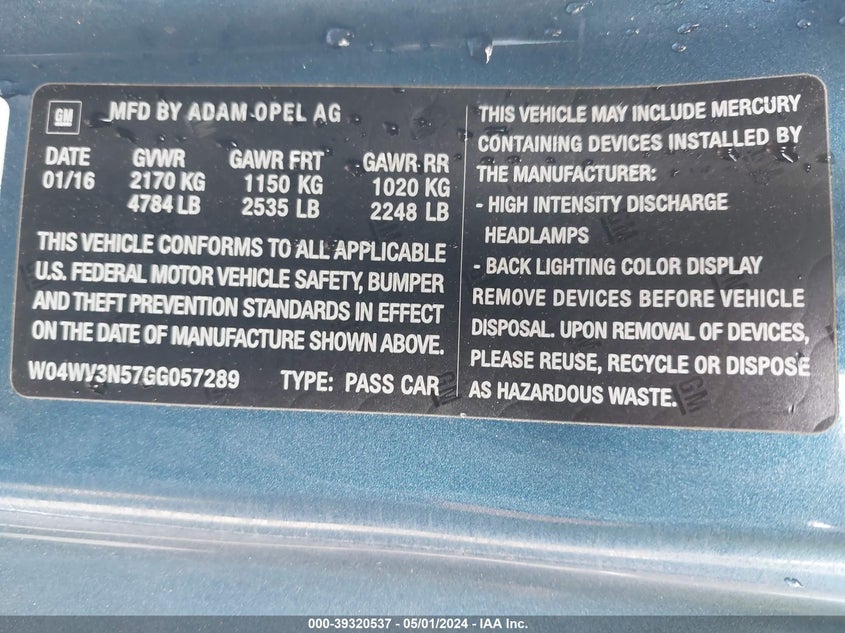 GM
MFD BY ADAM OPEL AG
DATE GVWR GAWR FRT GAWR RR
01/16 2170 KG 1150 KG 1020 KG
4784 LB 2535 LB 2248 LB
THIS VEHICLE CONFORMS TO ALL APPLICABLE
U.S. FEDERAL MOTOR VEHICLE SAFETY, BUMPER
AND THEFT PREVENTION STANDARDS IN EFFECT
ON THE DATE OF MANUFACTURE SHOWN ABOVE.
W04WV3N57GG057289 TYPE: PASS CAR
THIS VEHICLE MAY INCLUDE MERCURY
CONTAINING DEVICES INSTALLED BY
THE MANUFACTURER:
- HIGH INTENSITY DISCHARGE
HEADLAMPS
- BACK LIGHTING COLOR DISPLAY
REMOVE DEVICES BEFORE VEHICLE
DISPOSAL. UPON REMOVAL OF DEVICES,
PLEASE REUSE, RECYCLE OR DISPOSE
AS HAZARDOUS WASTE.
000-39320537 - 05/01/2024 - IAA Inc.